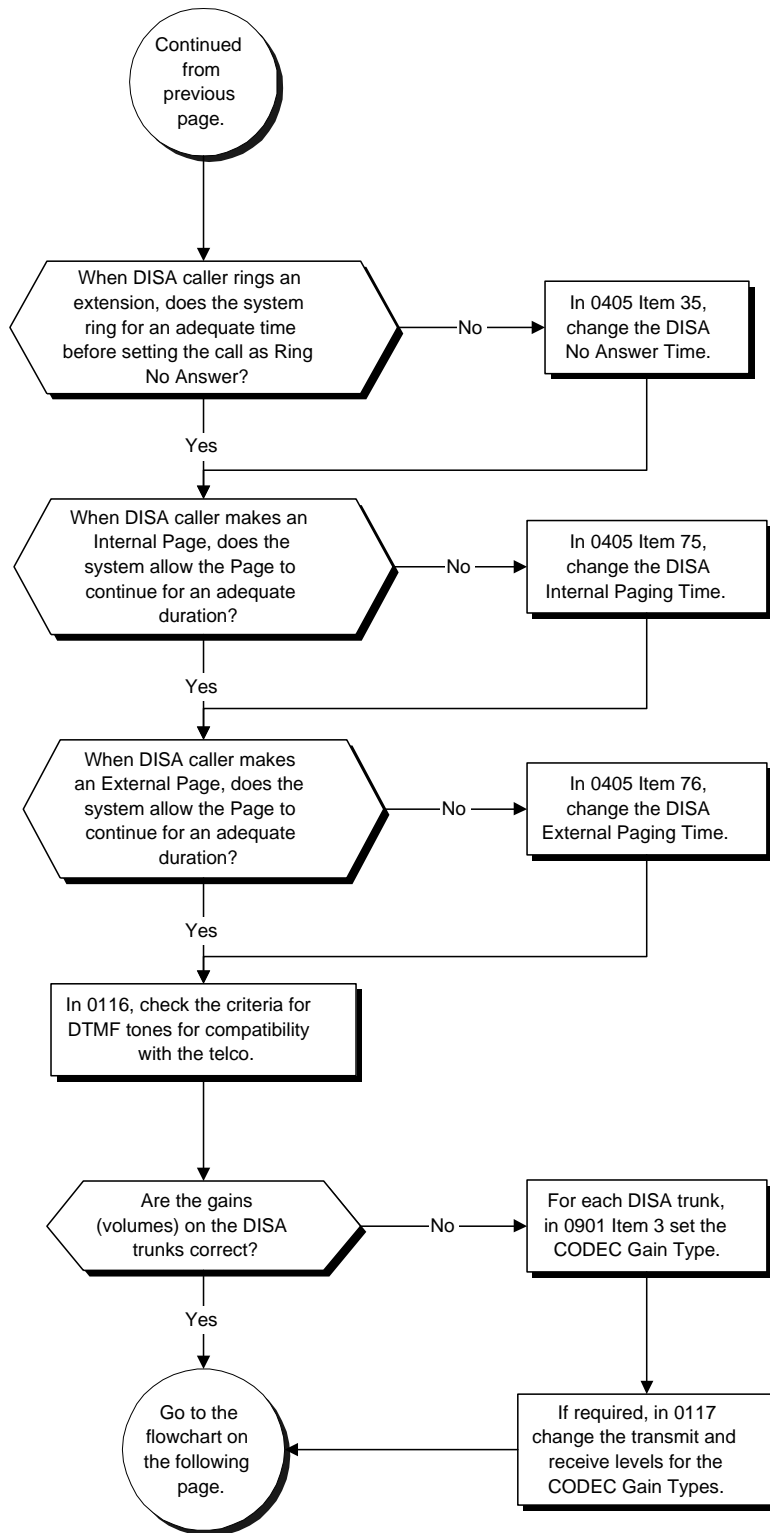 Continued
from
previous
page.
When DISA caller rings an
extension, does the system
ring for an adequate time
before setting the call as Ring
No Answer?
No
In 0405 Item 35,
change the DISA
No Answer Time.
Yes
When DISA caller makes an
Internal Page, does the
system allow the Page to
continue for an adequate
duration?
No
In 0405 Item 75,
change the DISA
Internal Paging Time.
Yes
When DISA caller makes
an External Page, does the
system allow the Page to
continue for an adequate
duration?
No
In 0405 Item 76,
change the DISA
External Paging Time.
Yes
In 0116, check the criteria for
DTMF tones for compatibility
with the telco.
Are the gains
(volumes) on the DISA
trunks correct?
No
For each DISA trunk,
in 0901 Item 3 set the
CODEC Gain Type.
Yes
Go to the
flowchart on
the following
page.
If required, in 0117
change the transmit and
receive levels for the
CODEC Gain Types.